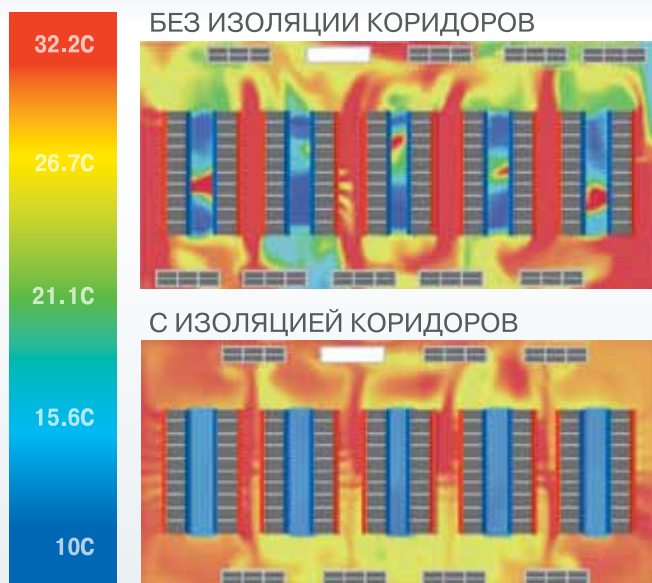 БЕЗ ИЗОЛЯЦИИ КОРИДОРОВ
32.2C
26.7C
21.1C
15.6C
10C
С ИЗОЛЯЦИЕЙ КОРИДОРОВ